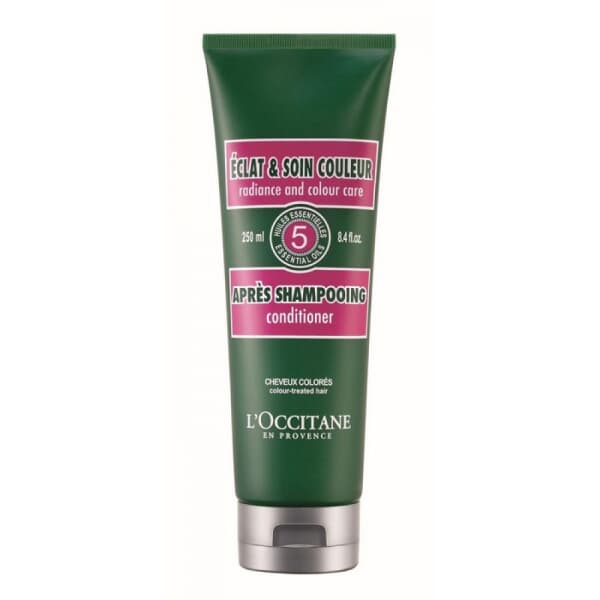 ÉCLAT & SOIN COULEUR
radiance and colour care
HUILES ESSENTIELLES
250 ml 5 8.4 fl.oz.
ESSENTIAL OILS
APRÈS SHAMPOOING
conditioner
CHEVEUX COLORÉS
colour-treated hair
L'OCCITANE
EN PROVENCE